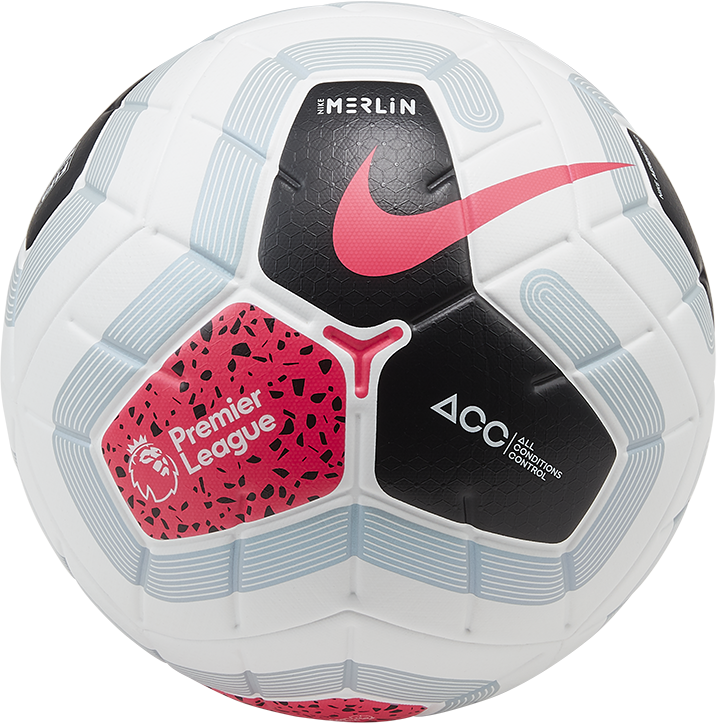 NIKE
MERLIN
Premier
League
ACC
ALL
CONDITIONS
CONTROL